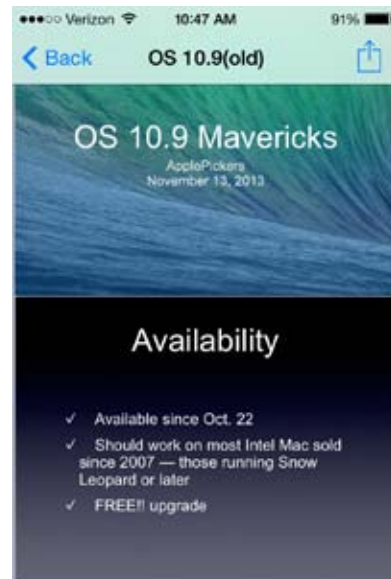 Verizon 10:47 AM 91%
Back OS 10.9(old)
OS 10.9 Mavericks
ApplePickers
November 13, 2013
Availability
✓ Available since Oct. 22
✓ Should work on most Intel Mac sold
since 2007 — those running Snow
Leopard or later
✓ FREE!! upgrade